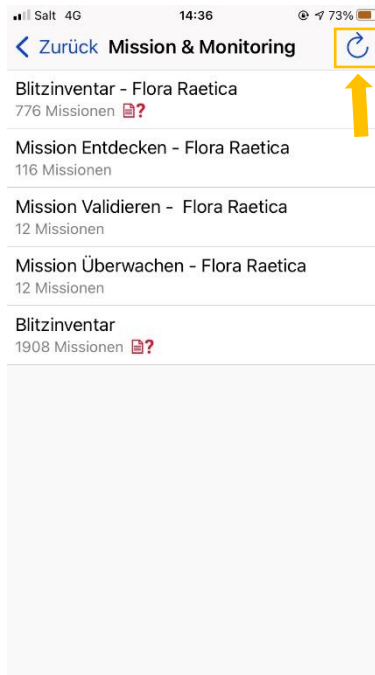 Salt 4G 14:36 73%
Zurück Mission & Monitoring
Blitzinventar - Flora Raetica
776 Missionen ?
Mission Entdecken - Flora Raetica
116 Missionen
Mission Validieren - Flora Raetica
12 Missionen
Mission Überwachen - Flora Raetica
12 Missionen
Blitzinventar
1908 Missionen ?